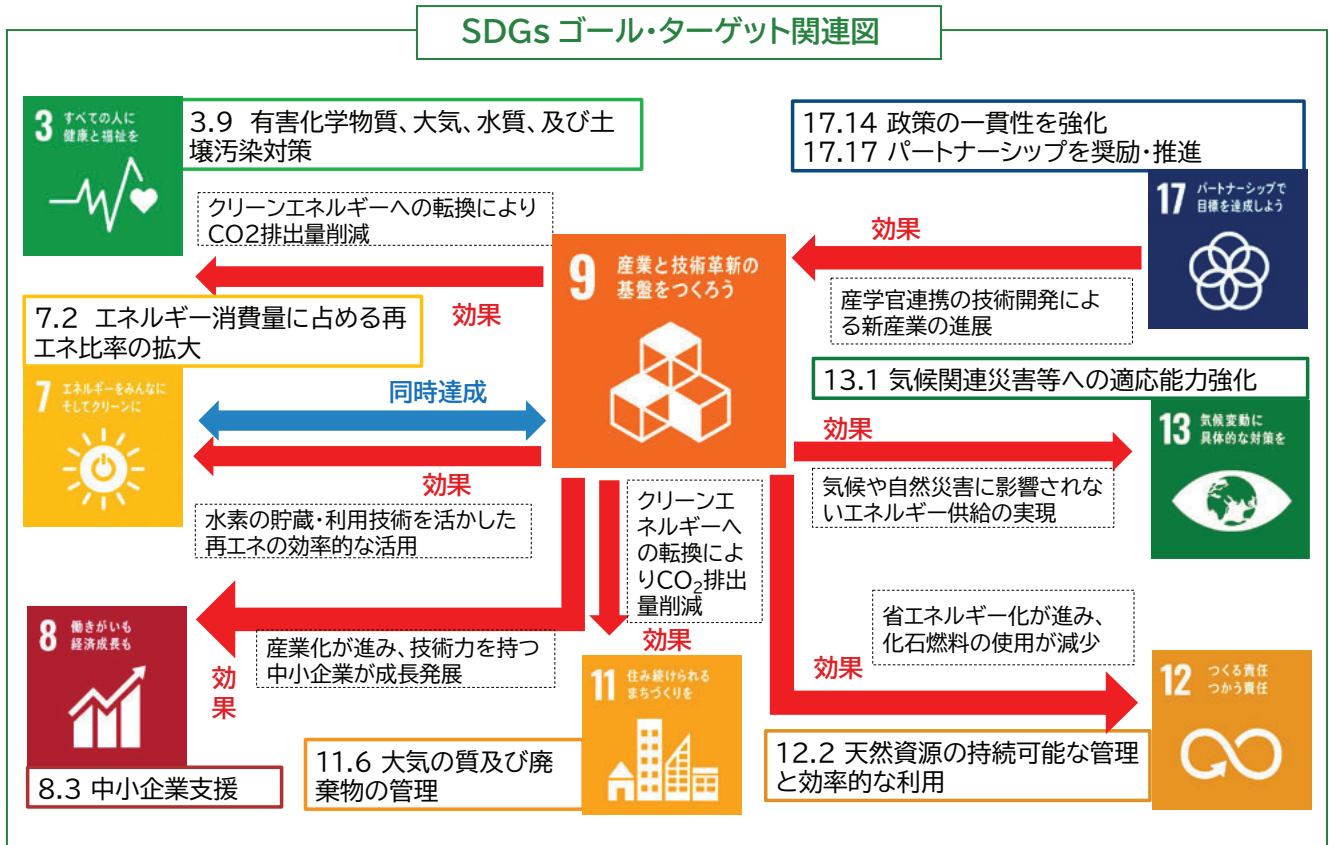 SDGs ゴール・ターゲット関連図
3 すべての人に
健康と福祉を
3.9 有害化学物質、大気、水質、及び土
壌汚染対策
クリーンエネルギーへの転換により
CO2排出量削減
効果
17.14 政策の一貫性を強化
17.17 パートナーシップを奨励・推進
17 パートナーシップで
目標を達成しよう
効果
産学官連携の技術開発によ
る新産業の進展
9 産業と技術革新の
基盤をつくろう
7.2 エネルギー消費量に占める再
エネ比率の拡大
7 エネルギーをみんなに
そしてクリーンに
同時達成
効果
水素の貯蔵・利用技術を活かした
再エネの効率的な活用
13.1 気候関連災害等への適応能力強化
13 気候変動に
具体的な対策を
効果
気候や自然災害に影響されな
いエネルギー供給の実現
クリーンエ
ネルギーへ
の転換によ
りCO₂排出
量削減
効果
8 働きがいも
経済成長も
効
果
産業化が進み、技術力を持つ
中小企業が成長発展
8.3 中小企業支援
11 住み続けられる
まちづくりを
11.6 大気の質及び廃
棄物の管理
省エネルギー化が進み、
化石燃料の使用が減少
効果
12 つくる責任
つかう責任
12.2 天然資源の持続可能な管理
と効率的な利用